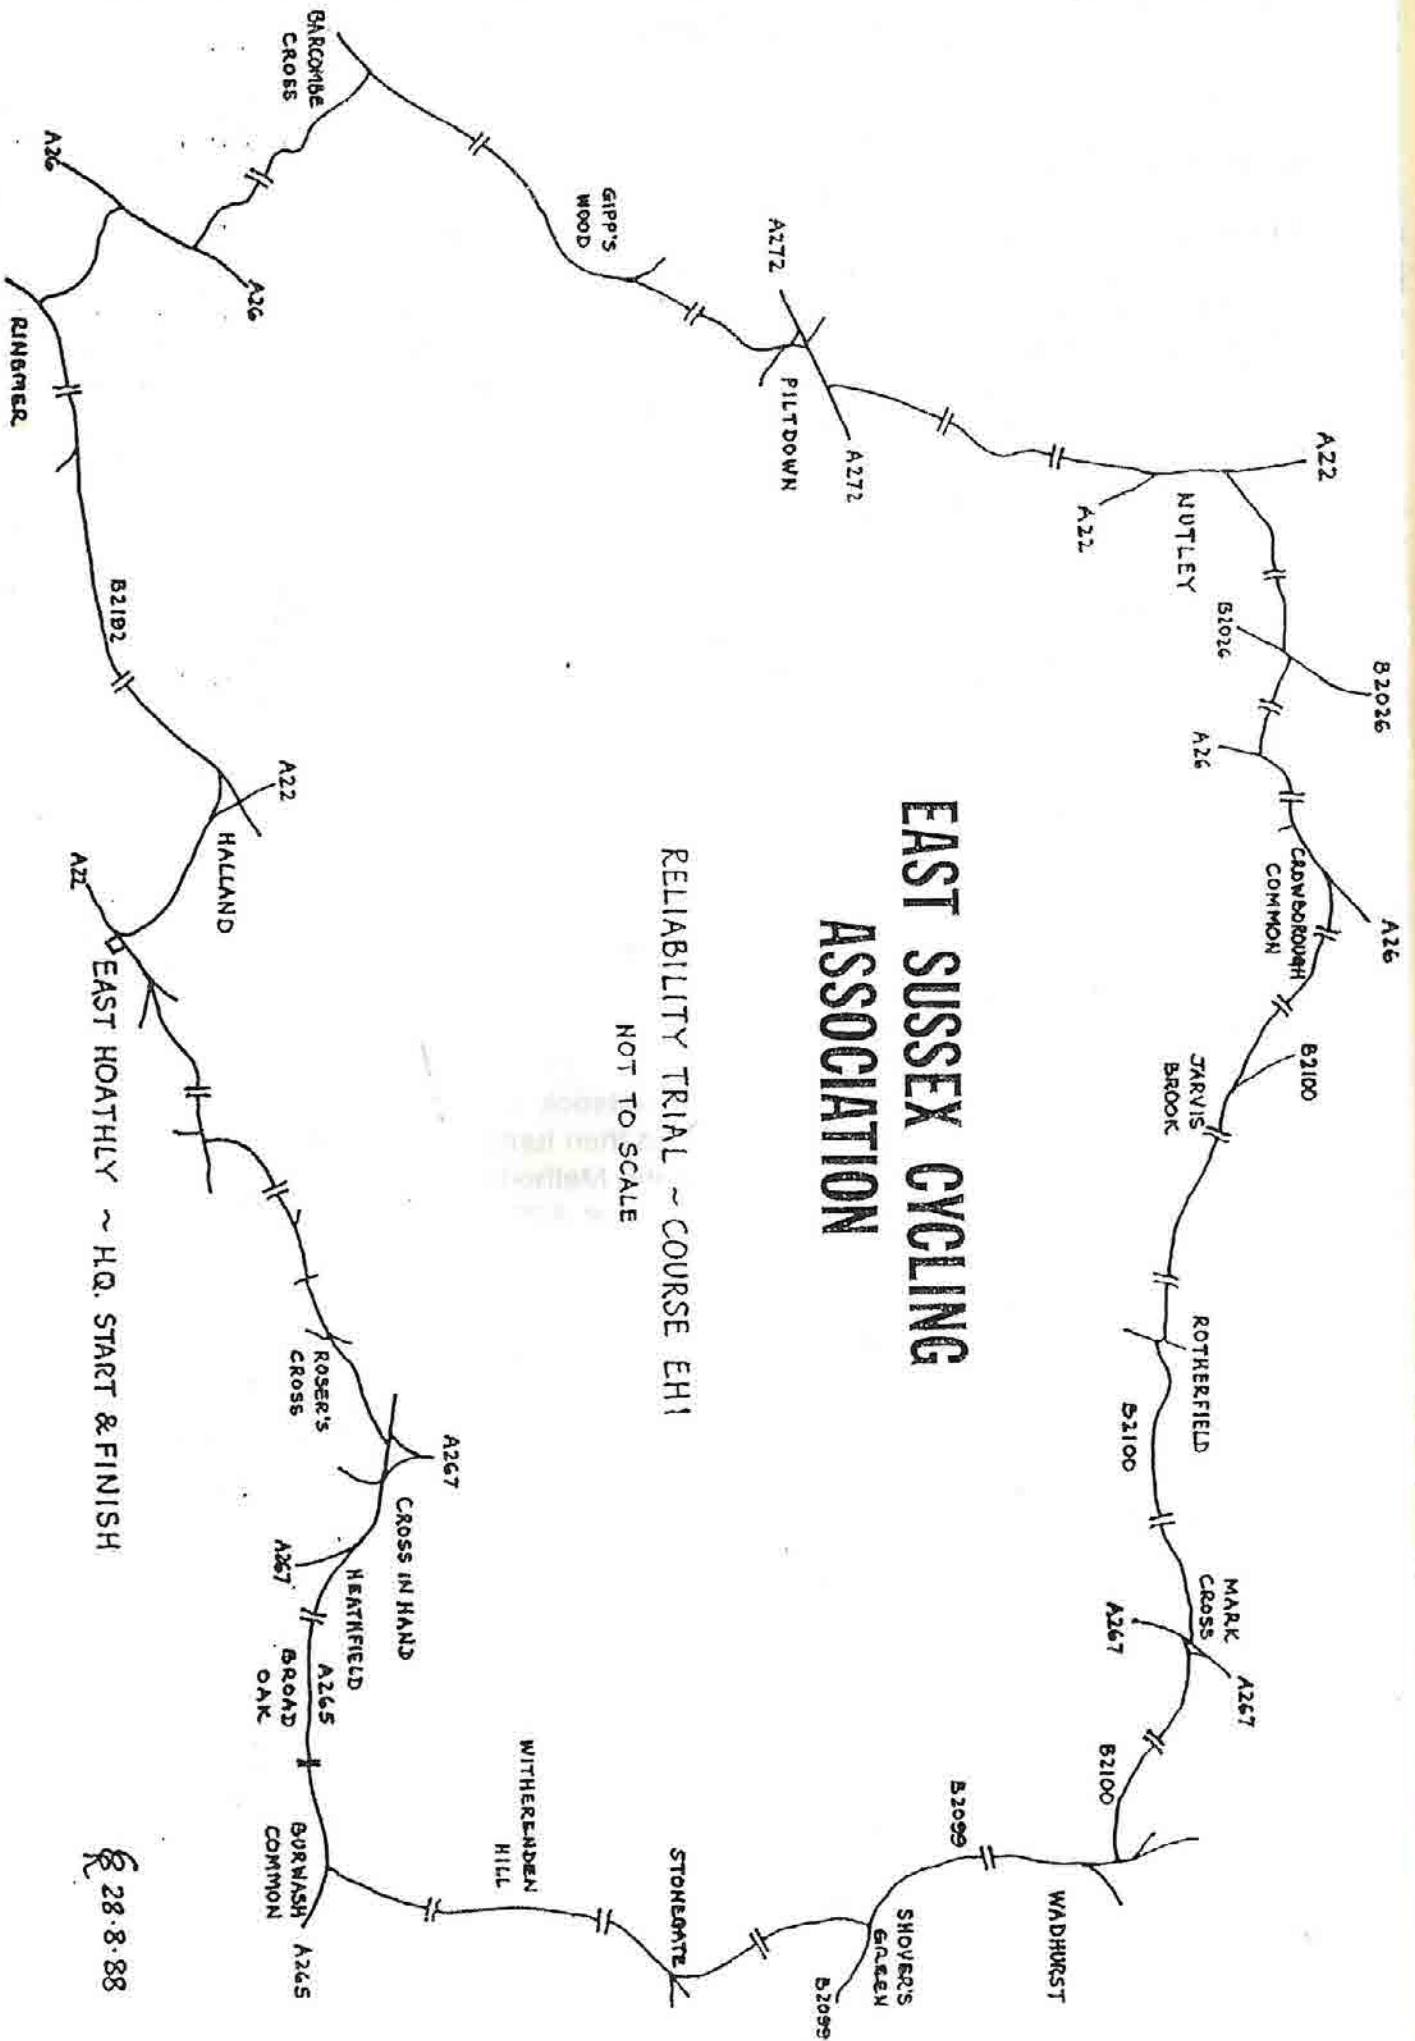 EAST SUSSEX CYCLING
ASSOCIATION
RELIABILITY TRIAL ~ COURSE EH1
NOT TO SCALE
BARCOMBE
CROSS
A26
A26
RINGMER
GIPP'S
WOOD
A272
PILTDOWN
A272
A22
NUTLEY
A22
B2026
B2026
A26
CROWBOROUGH
COMMON
A26
B2100
JARVIS
BROOK
ROTHERFIELD
B2100
MARK
CROSS
A267
A267
B2100
WADHURST
B2099
SHOVER'S
GREEN
B2099
STONEGATE
WITHERENDEN
HILL
BURWASH
COMMON
A265
A265
BROAD
OAK
HEATHFIELD
A267
CROSS IN HAND
A267
ROSER'S
CROSS
B2192
A22
HALLAND
A22
EAST HOATHLY ~ H.Q. START & FINISH
28·8·88